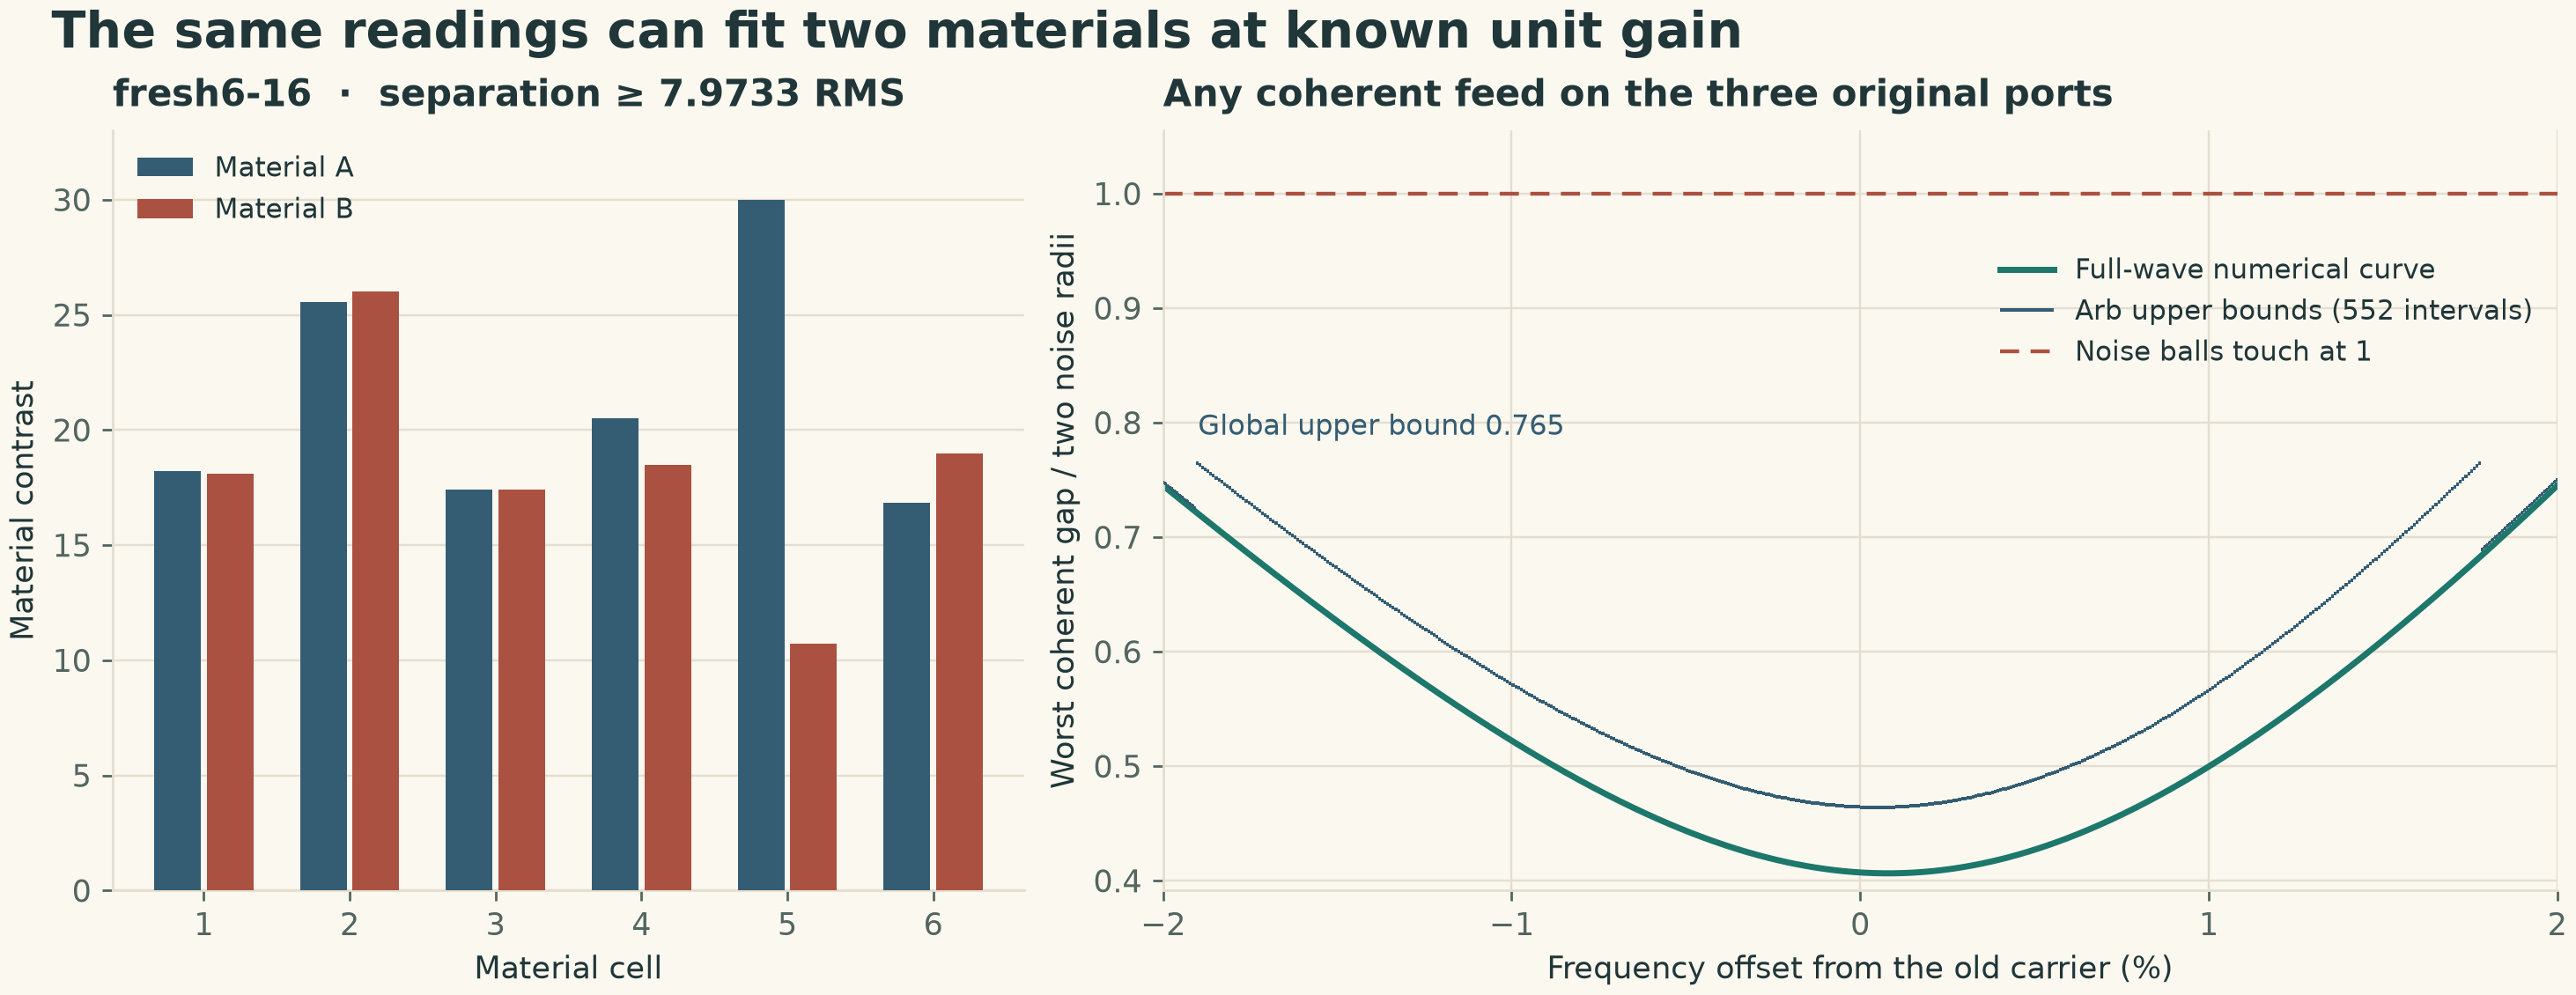 The same readings can fit two materials at known unit gain
fresh6-16 · separation ≥ 7.9733 RMS
Material A
Material B
Material contrast
30
25
20
15
10
5
0
1 2 3 4 5 6
Material cell
Any coherent feed on the three original ports
Worst coherent gap / two noise radii
1.0
0.9
0.8
0.7
0.6
0.5
0.4
Full-wave numerical curve
Arb upper bounds (552 intervals)
Noise balls touch at 1
Global upper bound 0.765
−2 −1 0 1 2
Frequency offset from the old carrier (%)